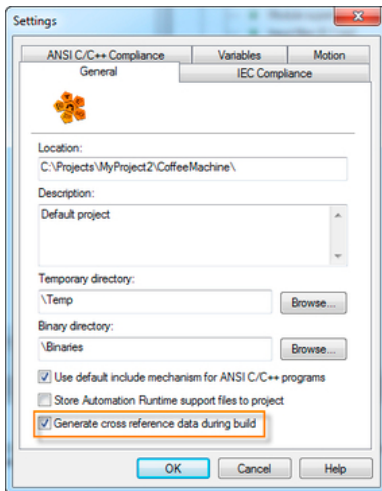 Settings
ANSI C/C++ Compliance
Variables
Motion
General
IEC Compliance
Location:
C:\Projects\MyProject2\CoffeeMachine\
Description:
Default project
Temporary directory:
\Temp
Browse...
Binary directory:
\Binaries
Browse...
Use default include mechanism for ANSI C/C++ programs
Store Automation Runtime support files to project
Generate cross reference data during build
OK
Cancel
Help